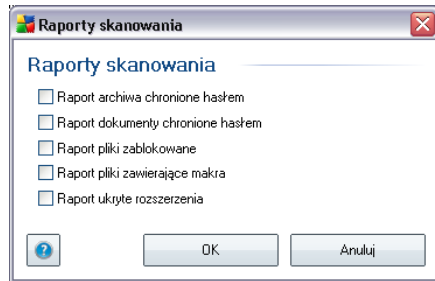 Raporty skanowania
Raporty skanowania
Raport archiwa chronione hasłem
Raport dokumenty chronione hasłem
Raport pliki zablokowane
Raport pliki zawierające makra
Raport ukryte rozszerzenia
?
OK
Anuluj